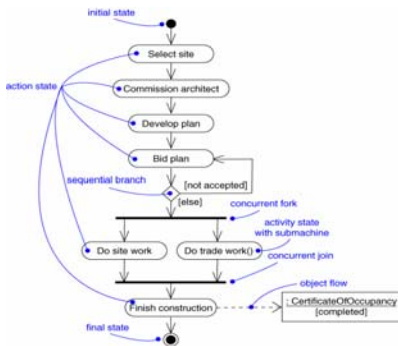 initial state
Select site
action state
Commission architect
Develop plan
Bid plan
sequential branch
[not accepted]
[else]
concurrent fork
activity state
with submachine
Do site work
Do trade work()
concurrent join
object flow
: CertificateOfOccupancy
[completed]
Finish construction
final state